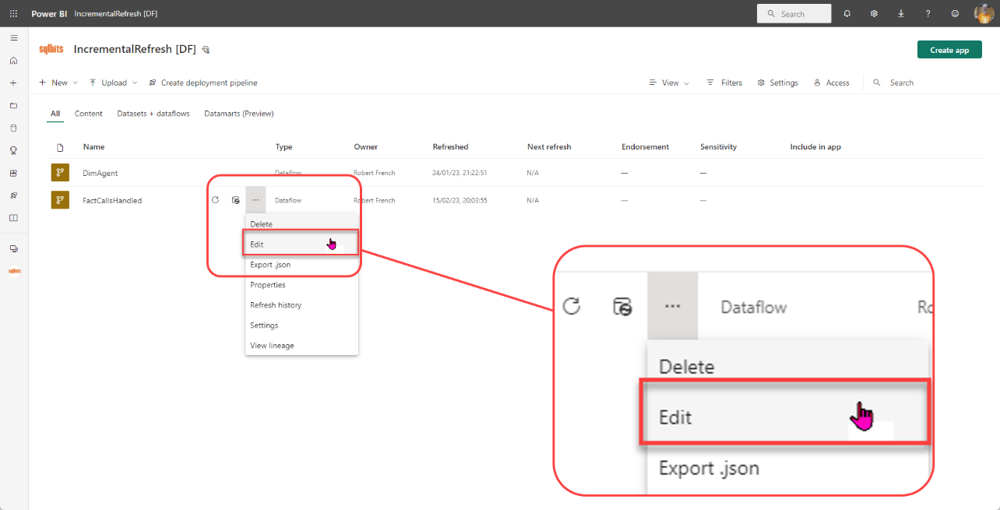 Power BI IncrementalRefresh [DF] Search ?
sqlbits IncrementalRefresh [DF] Create app
New Upload Create deployment pipeline View Filters Settings Access Search
All Content Datasets + dataflows Datamarts (Preview)
Name Type Owner Refreshed Next refresh Endorsement Sensitivity Include in app
DimAgent Dataflow Robert French 24/01/23, 21:22:51 N/A — —
FactCallsHandled ... Dataflow Robert French 15/02/23, 20:03:55 N/A — —
Delete
Edit
Export .json
Properties
Refresh history
Settings
View lineage
sqlbits
... Dataflow Ro
Delete
Edit
Export .json